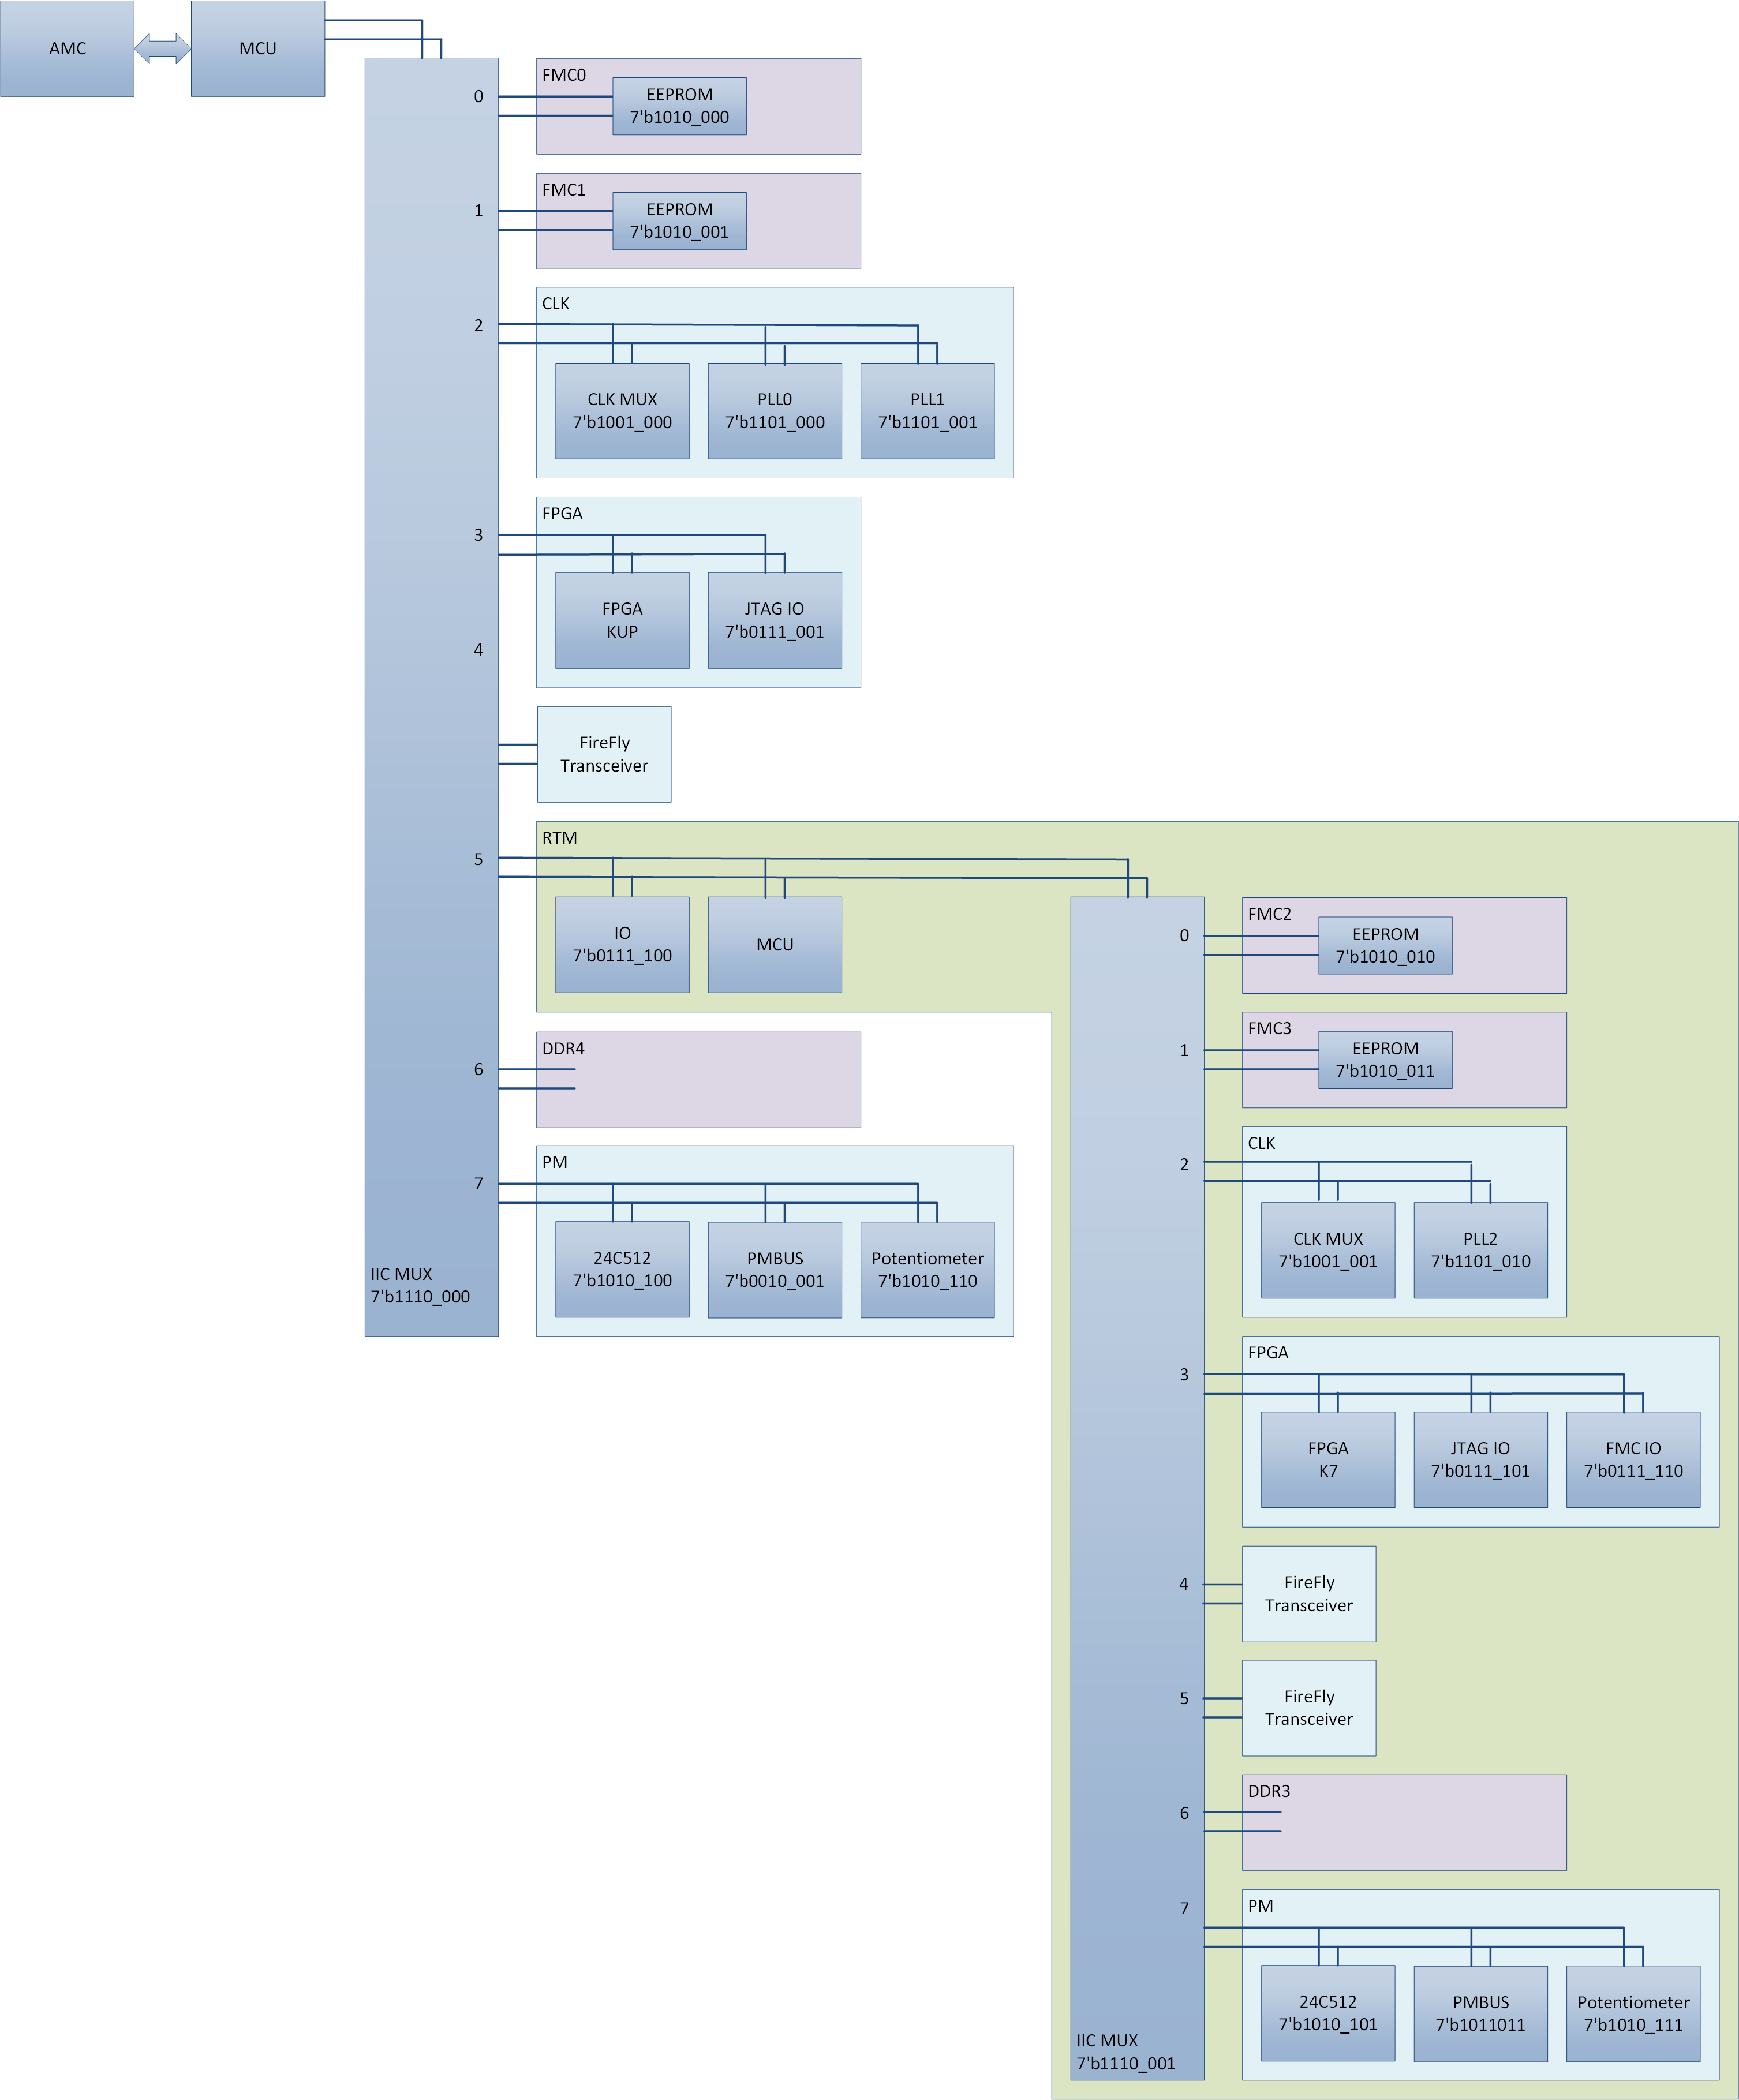 AMC
MCU
0
FMC0
EEPROM
7'b1010_000
1
FMC1
EEPROM
7'b1010_001
2
CLK
CLK MUX
7'b1001_000
PLL0
7'b1101_000
PLL1
7'b1101_001
3
FPGA
FPGA
KUP
JTAG IO
7'b0111_001
4
FireFly
Transceiver
5
RTM
IO
7'b0111_100
MCU
6
DDR4
7
PM
24C512
7'b1010_100
PMBUS
7'b0010_001
Potentiometer
7'b1010_110
IIC MUX
7'b1110_000
0
FMC2
EEPROM
7'b1010_010
1
FMC3
EEPROM
7'b1010_011
2
CLK
CLK MUX
7'b1001_001
PLL2
7'b1101_010
3
FPGA
FPGA
K7
JTAG IO
7'b0111_101
FMC IO
7'b0111_110
4
FireFly
Transceiver
5
FireFly
Transceiver
6
DDR3
7
PM
24C512
7'b1010_101
PMBUS
7'b1011011
Potentiometer
7'b1010_111
IIC MUX
7'b1110_001